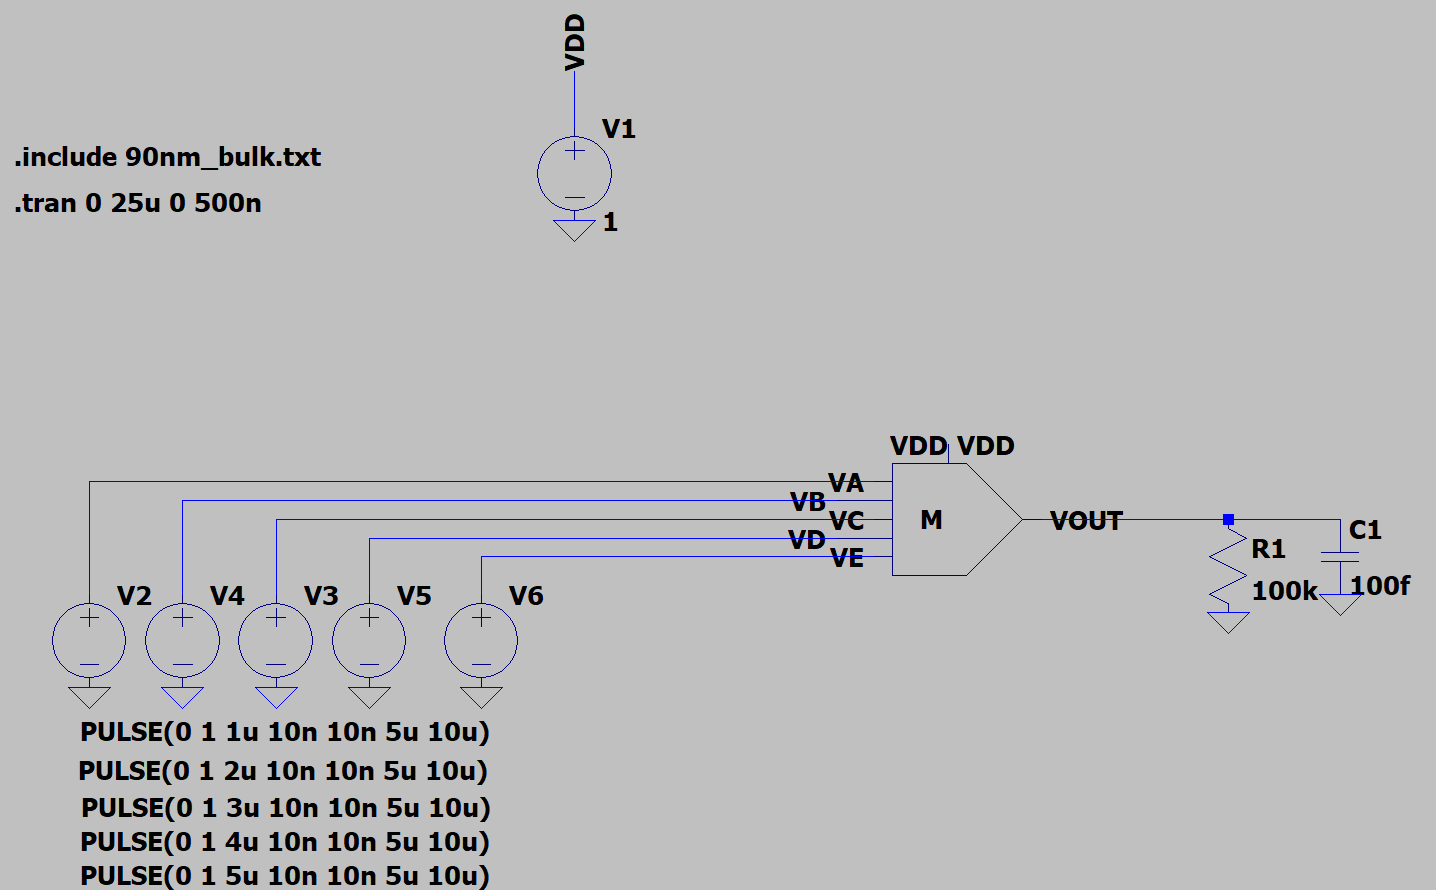 VDD
V1
.include 90nm_bulk.txt
.tran 0 25u 0 500n
1
VDD VDD
VA
VB
VC
M
VOUT
VD
VE
C1
R1
100k
100f
V2 V4 V3 V5 V6
PULSE(0 1 1u 10n 10n 5u 10u)
PULSE(0 1 2u 10n 10n 5u 10u)
PULSE(0 1 3u 10n 10n 5u 10u)
PULSE(0 1 4u 10n 10n 5u 10u)
PULSE(0 1 5u 10n 10n 5u 10u)